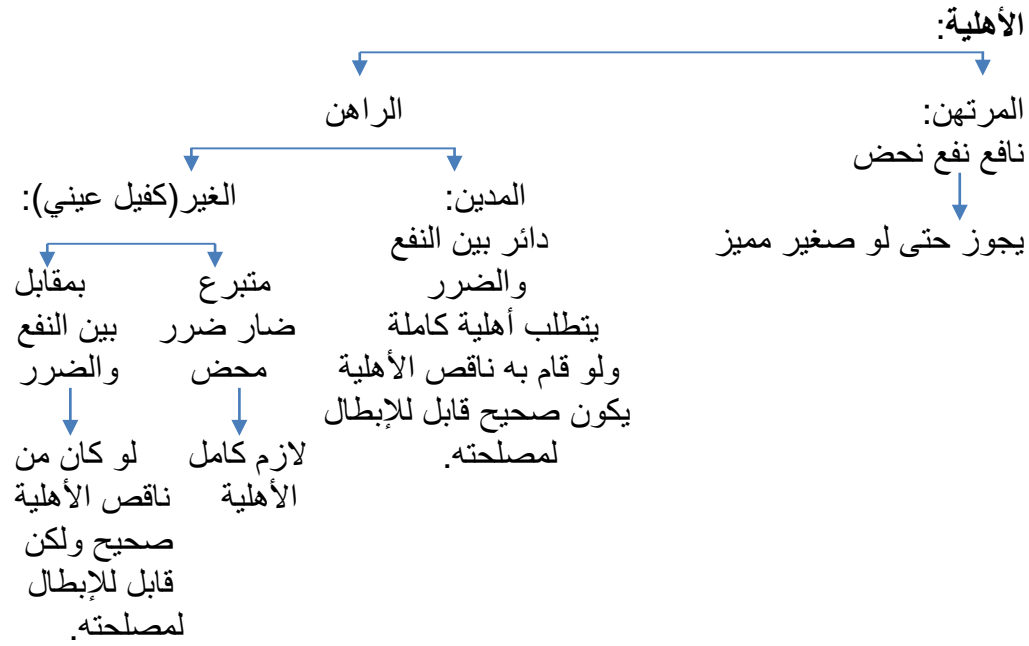 الأهلية:
المرتهن:
نافع نفع نحض
يجوز حتى لو صغير مميز
الراهن
المدين:
دائر بين النفع
والضرر
يتطلب أهلية كاملة
ولو قام به ناقص الأهلية
يكون صحيح قابل للإبطال
لمصلحته.
الغير(كفيل عيني):
متبرع
ضار ضرر
محض
لازم كامل
الأهلية
بمقابل
بين النفع
والضرر
لو كان من
ناقص الأهلية
صحيح ولكن
قابل للإبطال
لمصلحته.